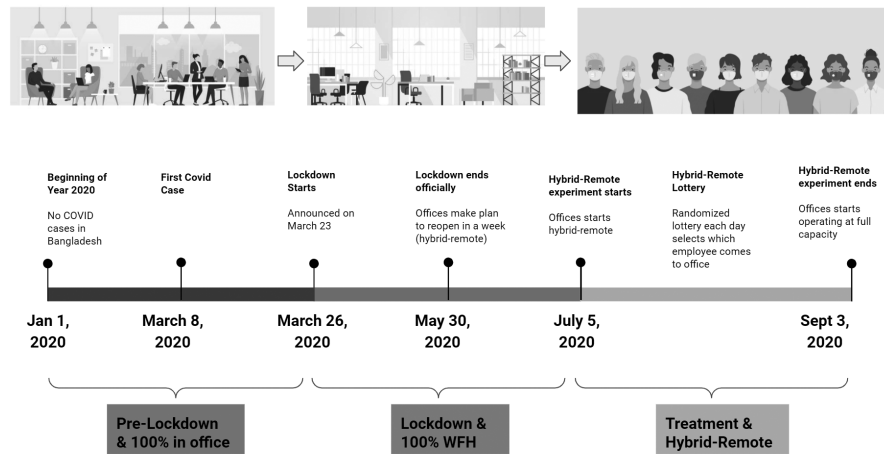 Beginning of
Year 2020
No COVID
cases in
Bangladesh
First Covid
Case
Lockdown
Starts
Announced on
March 23
Lockdown ends
officially
Offices make plan
to reopen in a week
(hybrid-remote)
Hybrid-Remote
experiment starts
Offices starts
hybrid-remote
Hybrid-Remote
Lottery
Randomized
lottery each day
selects which
employee comes
to office
Hybrid-Remote
experiment ends
Offices starts
operating at full
capacity
Jan 1,
2020
March 8,
2020
March 26,
2020
May 30,
2020
July 5,
2020
Sept 3,
2020
Pre-Lockdown
& 100% in office
Lockdown &
100% WFH
Treatment &
Hybrid-Remote